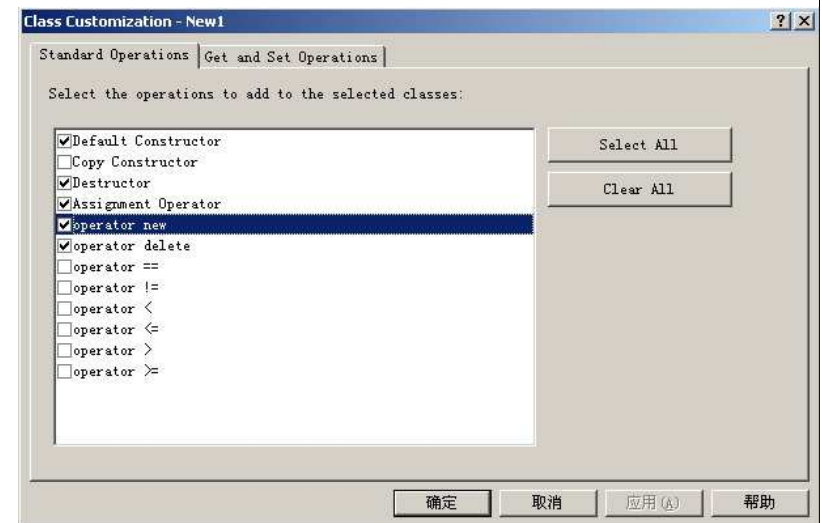 Class Customization - New1
Standard Operations Get and Set Operations
Select the operations to add to the selected classes:
Default Constructor
Copy Constructor
Destructor
Assignment Operator
operator new
operator delete
operator ==
operator !=
operator <
operator <=
operator >
operator >=
Select All
Clear All
确定 取消 应用(A) 帮助